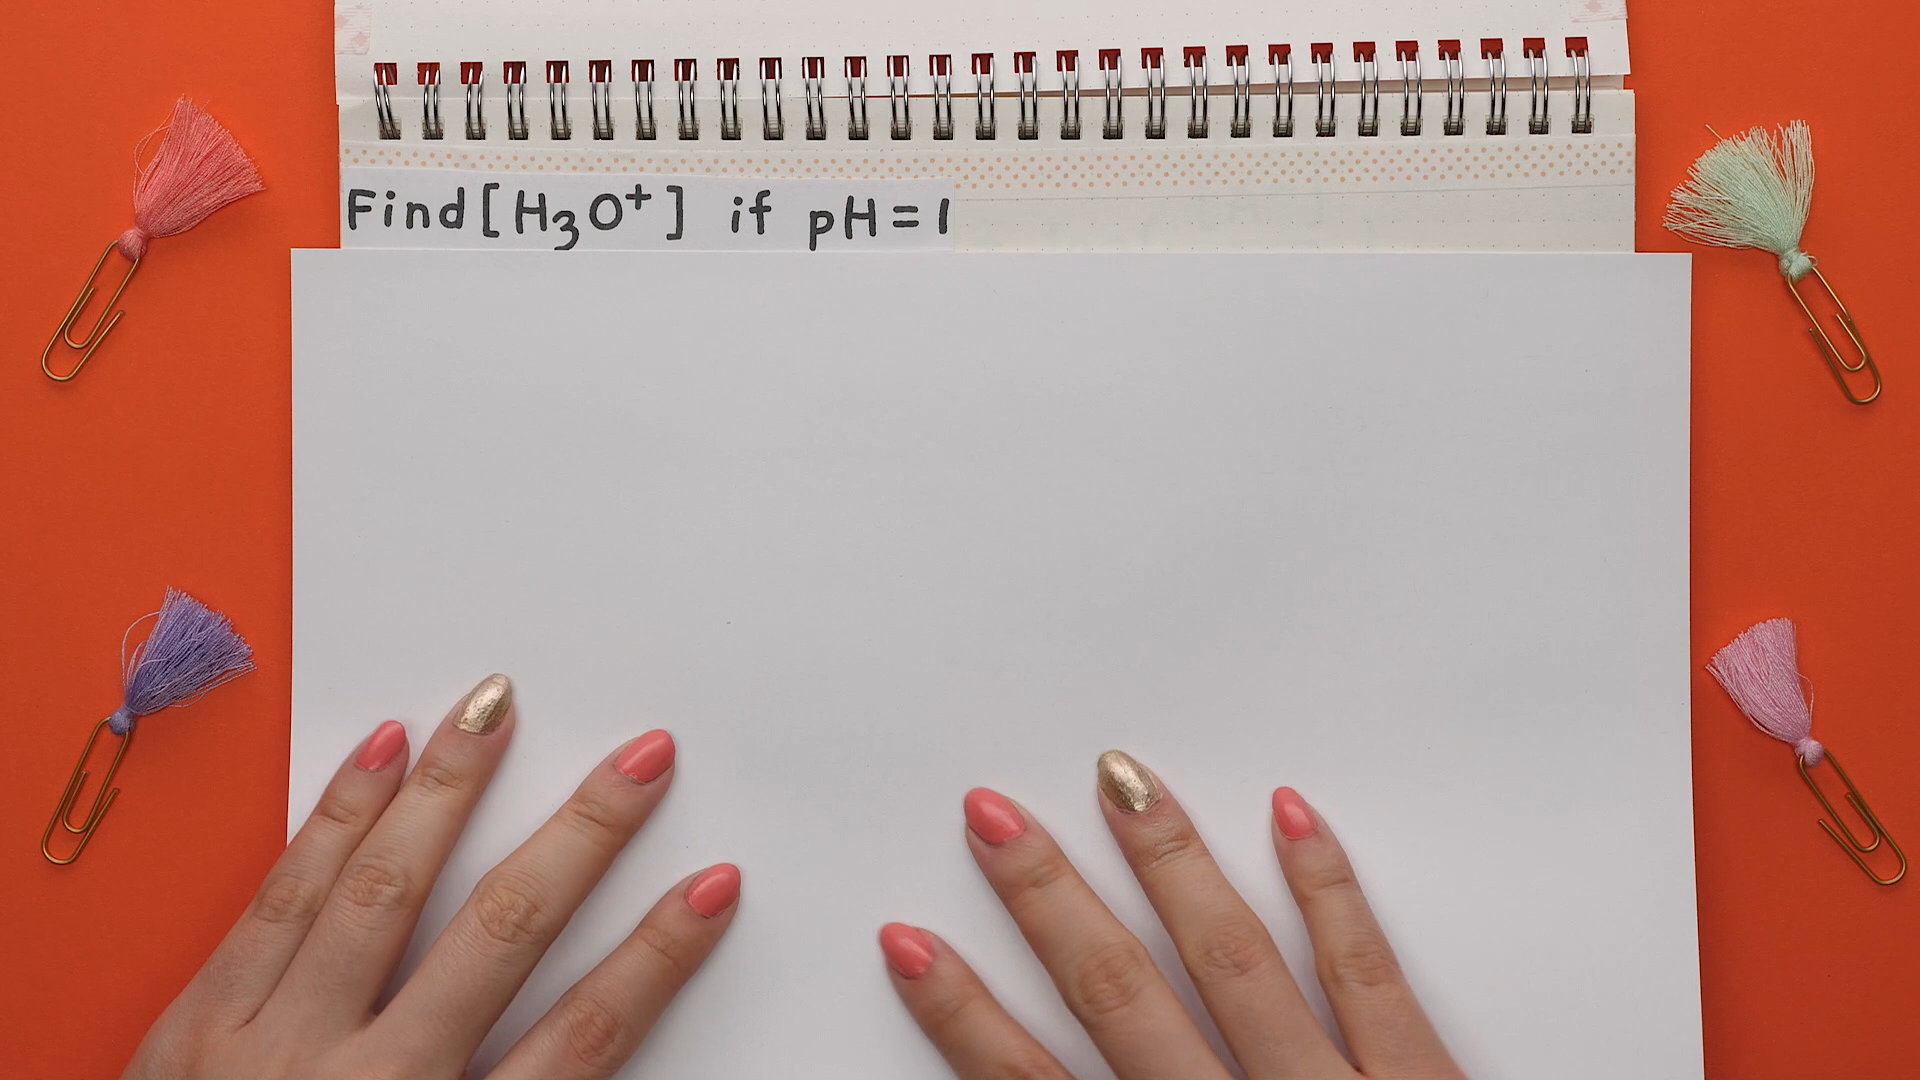 Find [H₃O⁺] if pH = 1